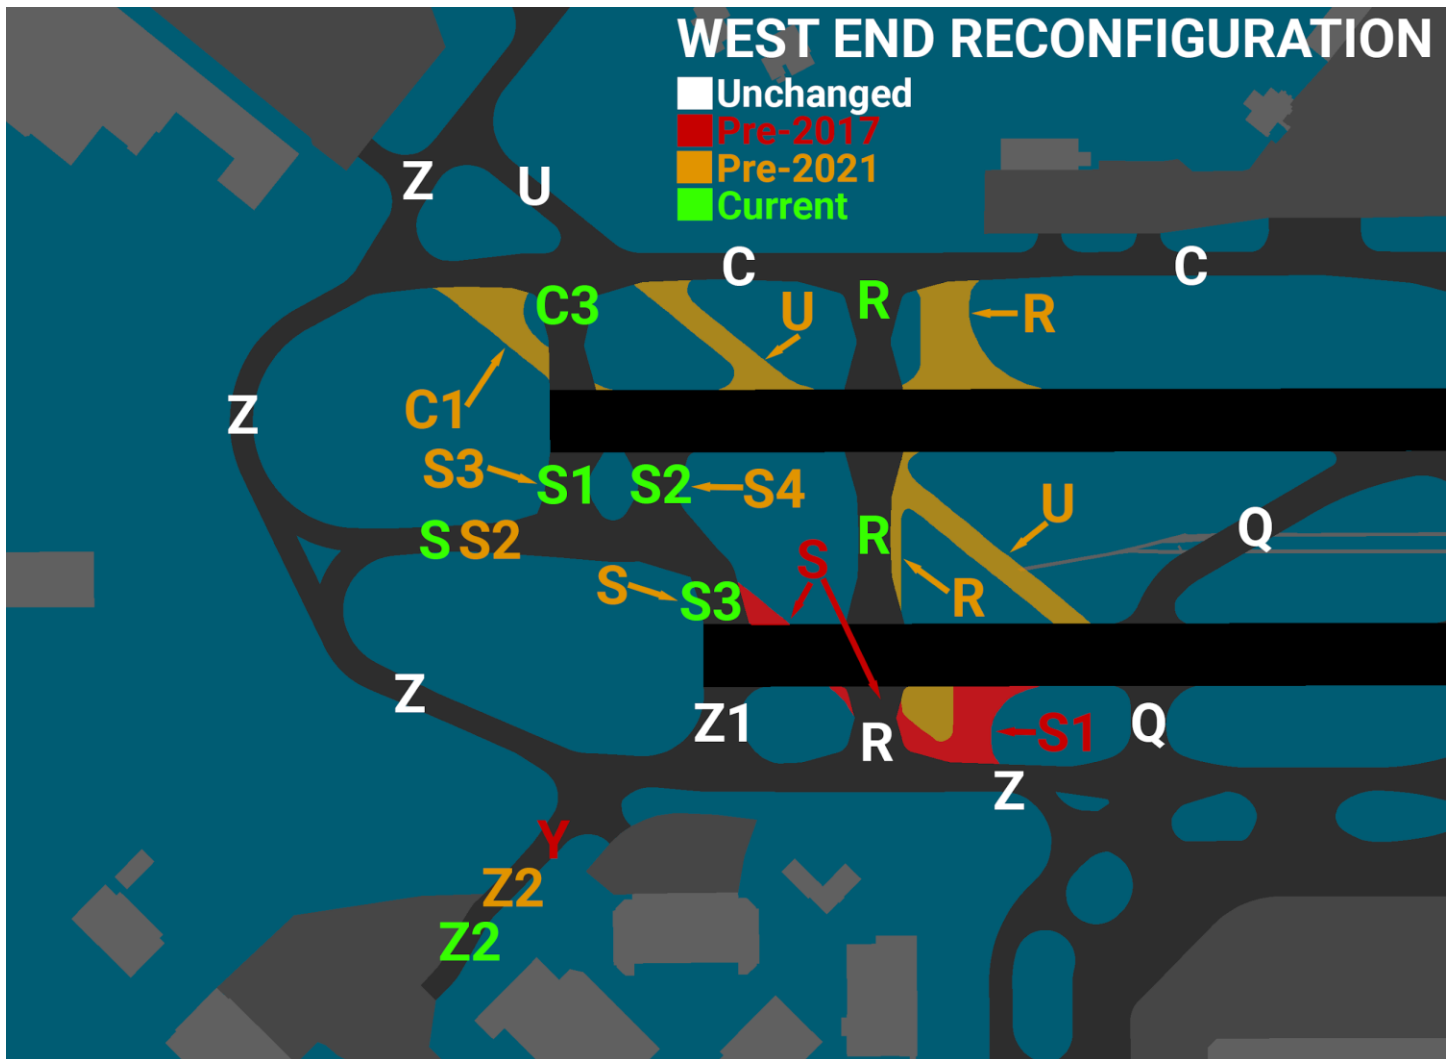 WEST END RECONFIGURATION
Unchanged
Pre-2017
Pre-2021
Current
Z
U
C
C
C3
R
U
R
C1
Z
S3
S1
S2
S4
U
S
S2
R
Q
S
S
S3
R
Z
Z1
R
S1
Q
Z
Y
Z2
Z2